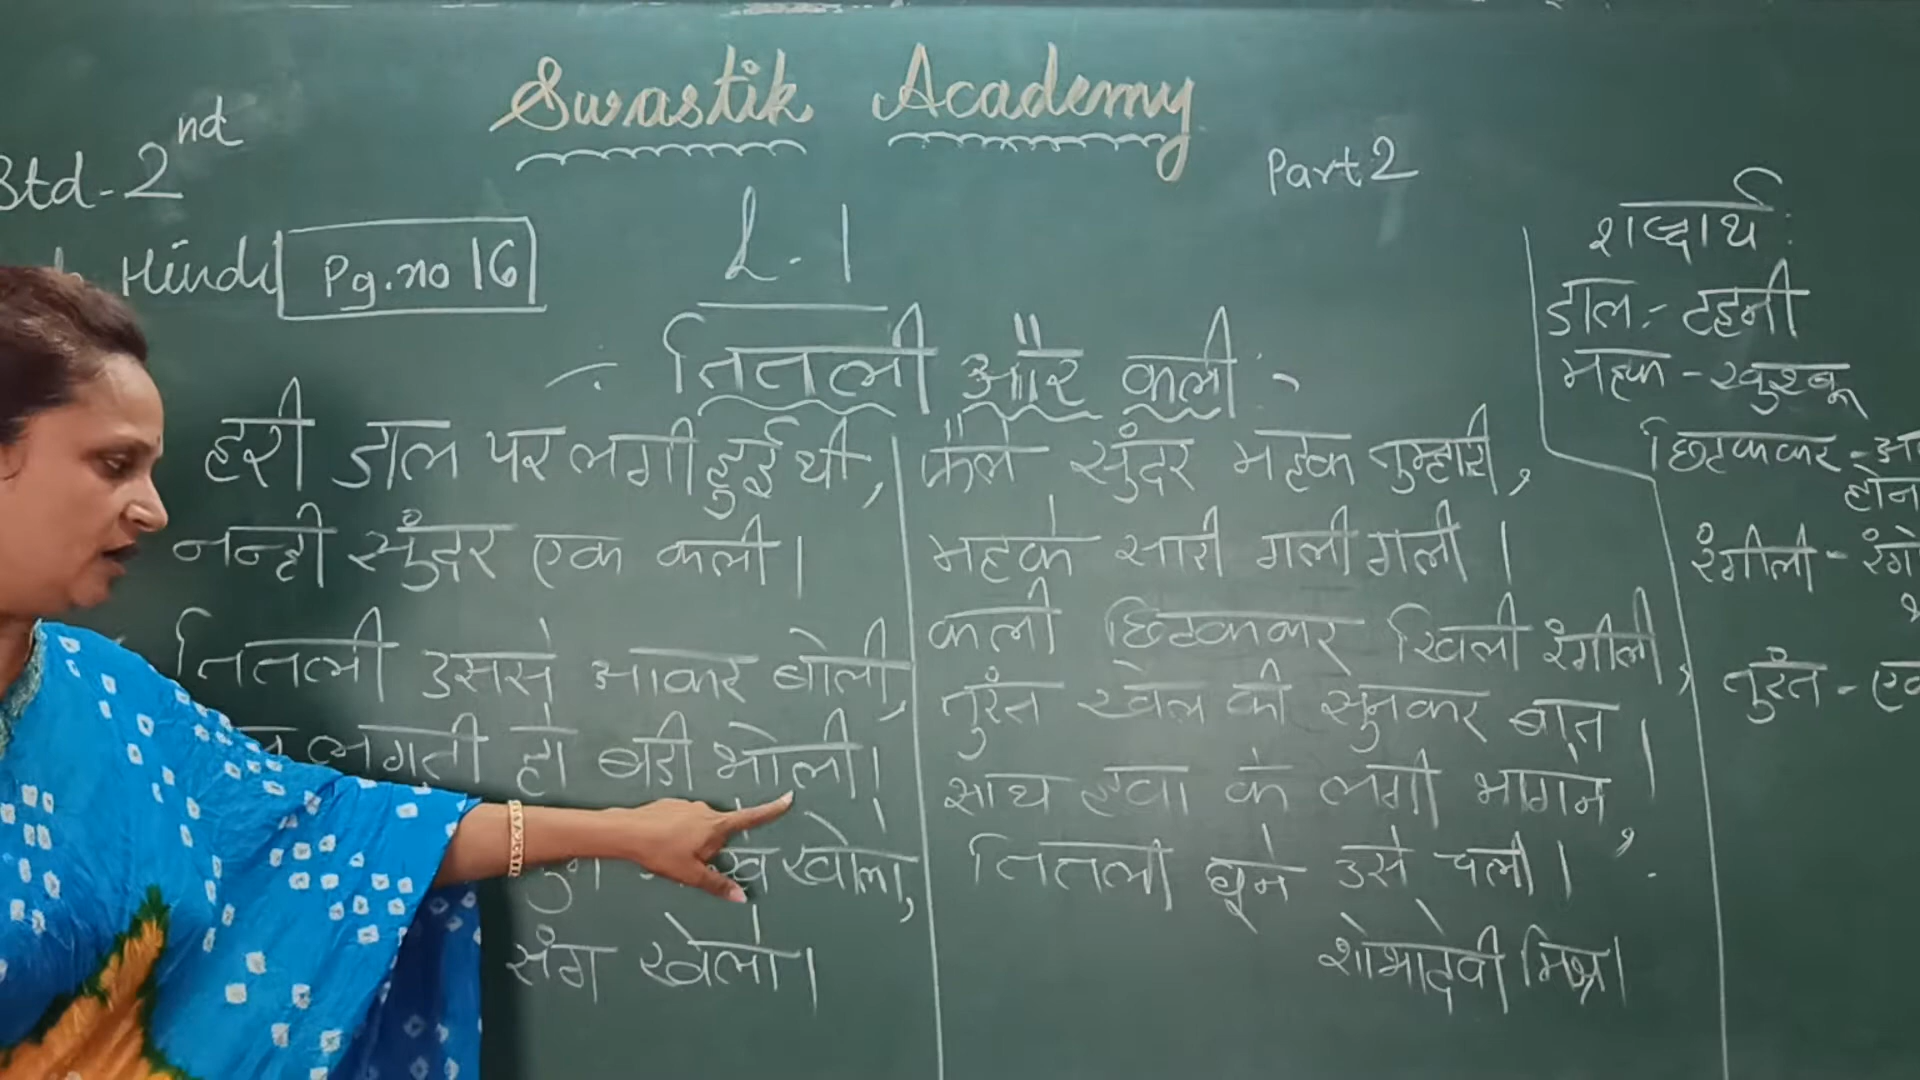 Swastik Academy
Std-2nd
Part 2
Hindi
Pg.no 16
L-1
तितली और कली
हरी डाल पर लगी हुई थी,
नन्ही सुंदर एक कली।
तितली उससे आकर बोली,
लगती हो बडी भोली।
खोलो,
संग खेलो।
फैले सुंदर महक तुम्हारी,
महके सारी गली गली।
कली छिटककर खिली रंगीली,
तुरंत खेल की सुनकर बात।
साथ हवा के लगी भागने,
तितली छूने उसे चली।
शोभादेवी मिश्र।
शब्दार्थ:
डाल:- टहनी
महक - खुश्बू
छिटककर -
रंगीली -
तुरंत -